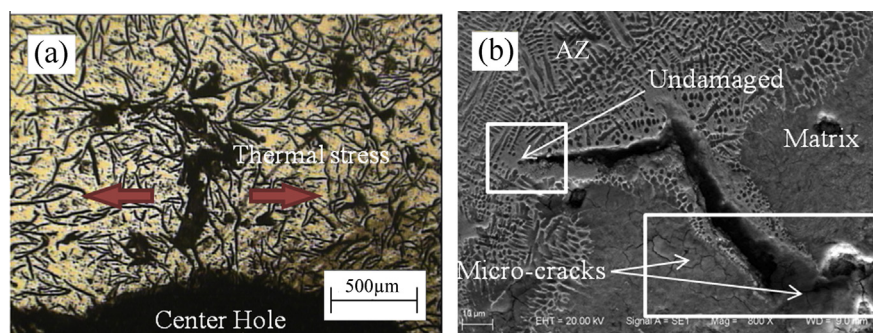 (a)
Thermal stress
500μm
Center Hole
(b)
AZ
Undamaged
Matrix
Micro-cracks
10 μm
EHT = 20.00 kV Signal A = SE1 Mag = 800 X